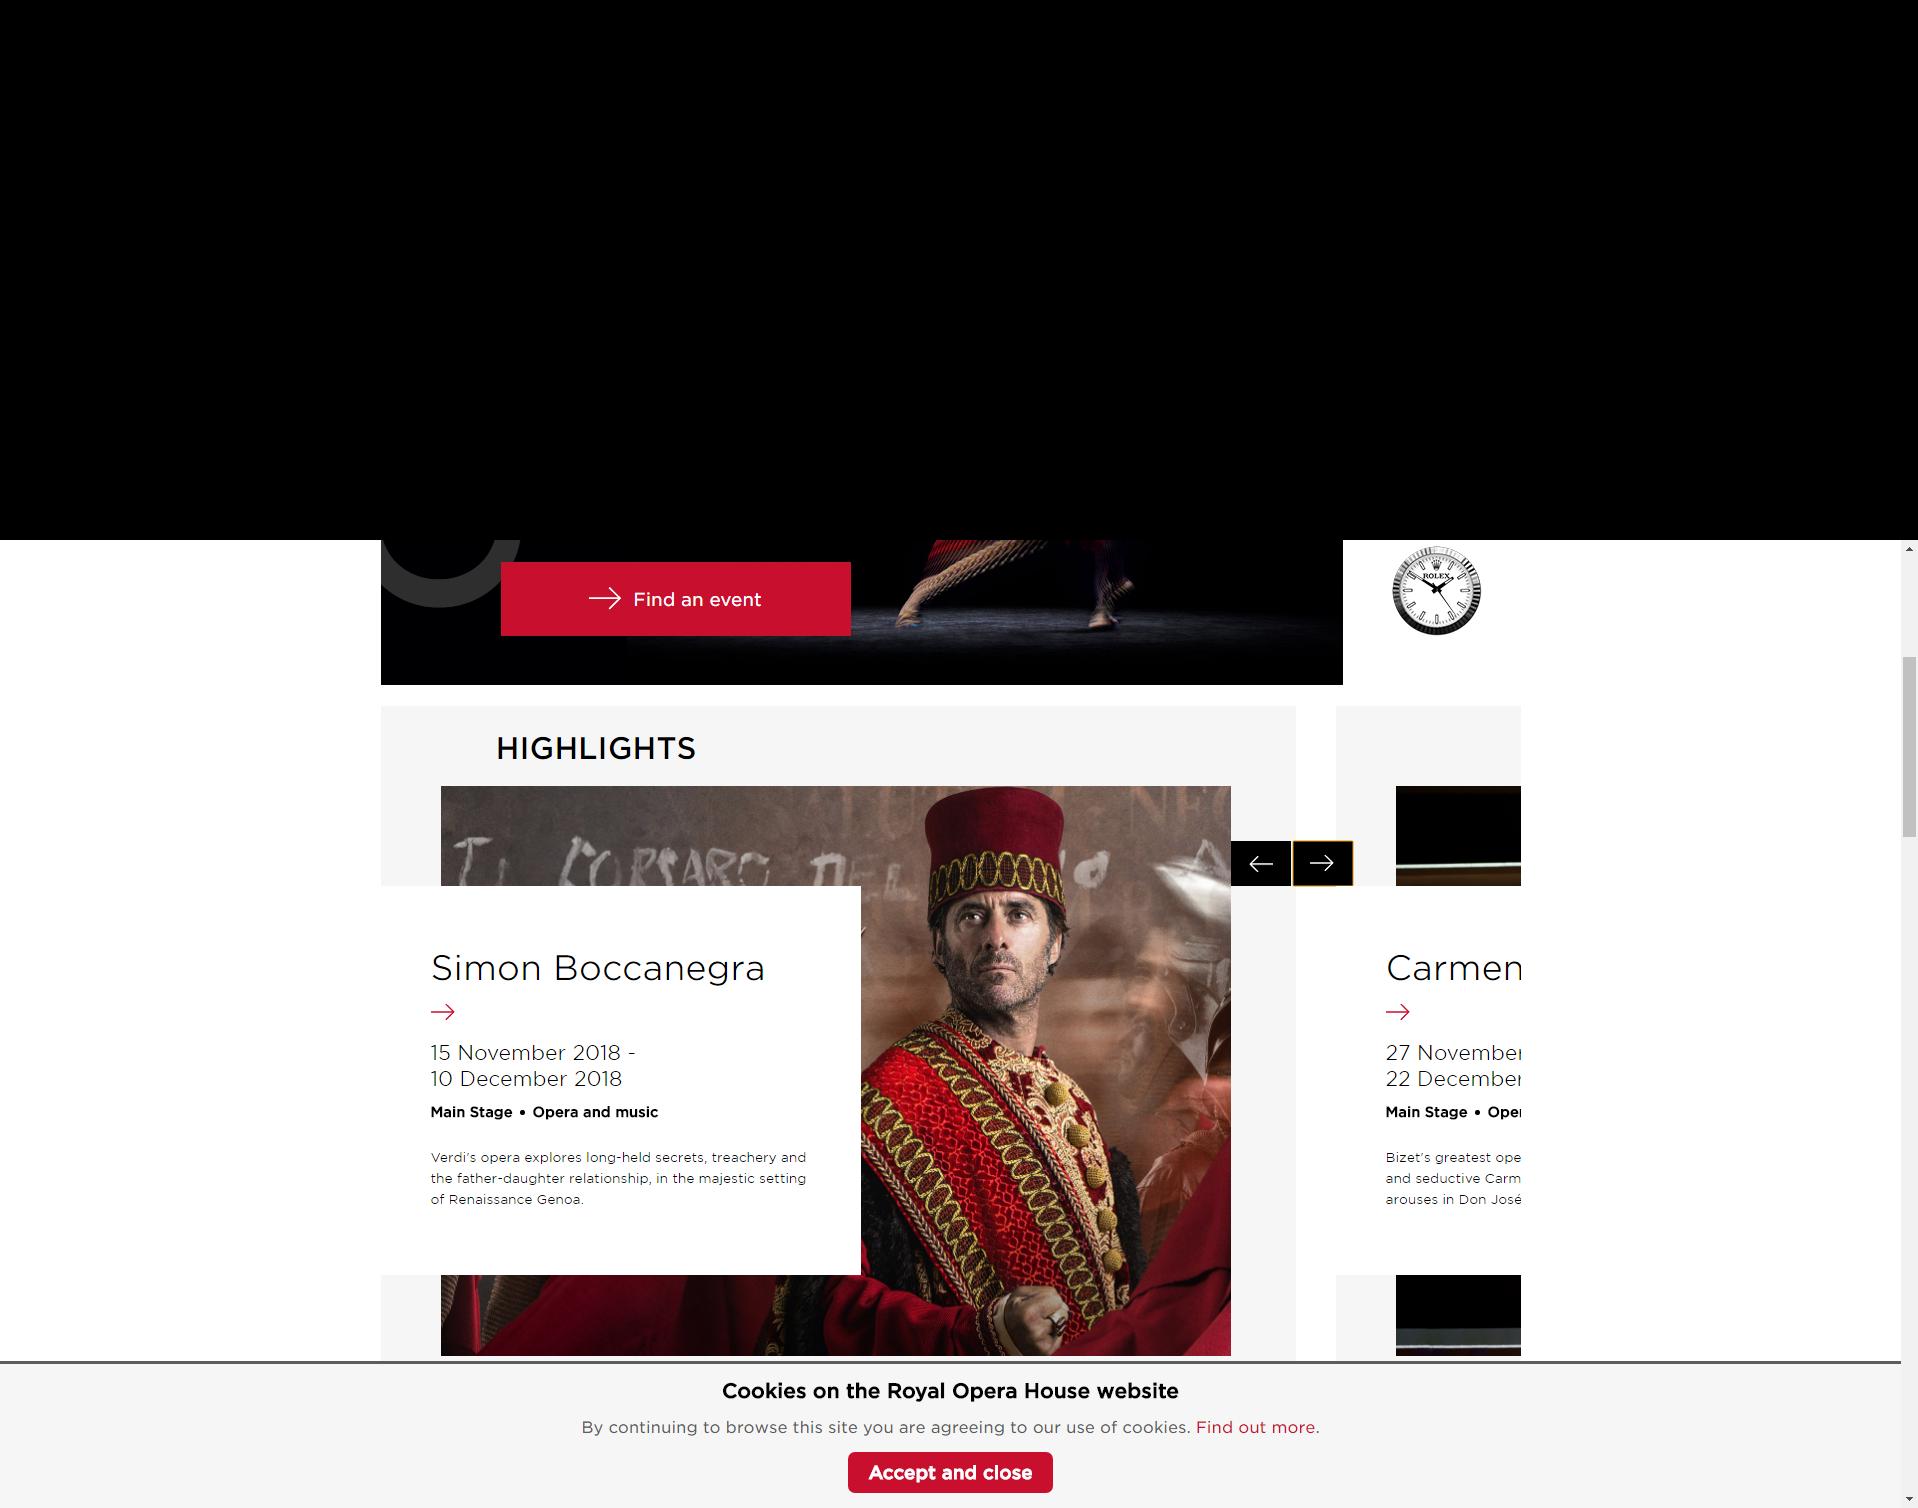 ROLEX
Find an event
HIGHLIGHTS
Simon Boccanegra
15 November 2018 -
10 December 2018
Main Stage • Opera and music
Verdi's opera explores long-held secrets, treachery and
the father-daughter relationship, in the majestic setting
of Renaissance Genoa.
Carmen
27 November
22 December
Main Stage • Oper
Bizet's greatest ope
and seductive Carm
arouses in Don José
Cookies on the Royal Opera House website
By continuing to browse this site you are agreeing to our use of cookies. Find out more.
Accept and close